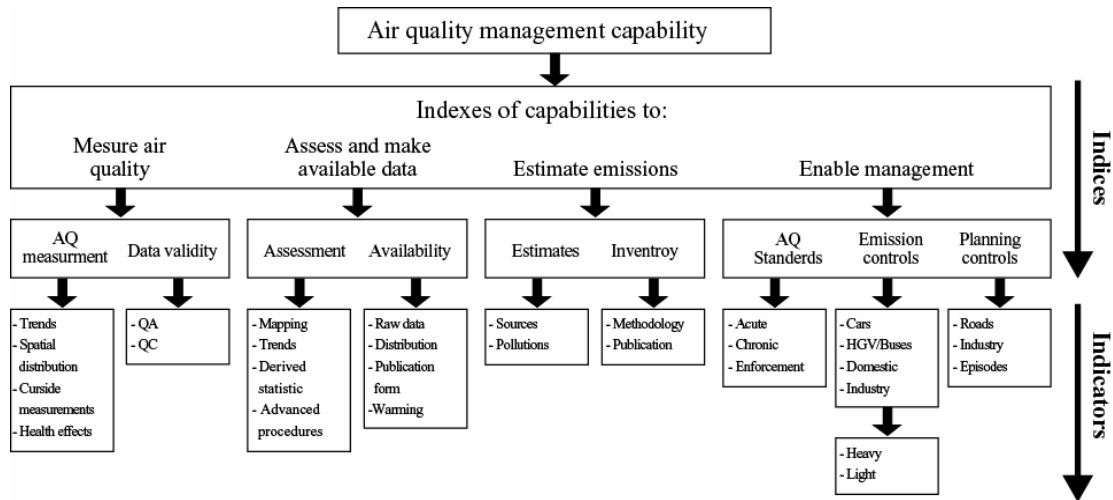 Air quality management capability
Indexes of capabilities to:
Mesure air
quality
Assess and make
available data
Estimate emissions
Enable management
Indices
AQ
measurment
Data validity
Assessment
Availability
Estimates
Inventroy
AQ
Standerds
Emission
controls
Planning
controls
- Trends
- Spatial
distribution
- Curside
measurements
- Health effects
- QA
- QC
- Mapping
- Trends
- Derived
statistic
- Advanced
procedures
- Raw data
- Distribution
- Publication
form
- Warming
- Sources
- Pollutions
- Methodology
- Publication
- Acute
- Chronic
- Enforcement
- Cars
- HGV/Buses
- Domestic
- Industry
- Heavy
- Light
- Roads
- Industry
- Episodes
Indicators